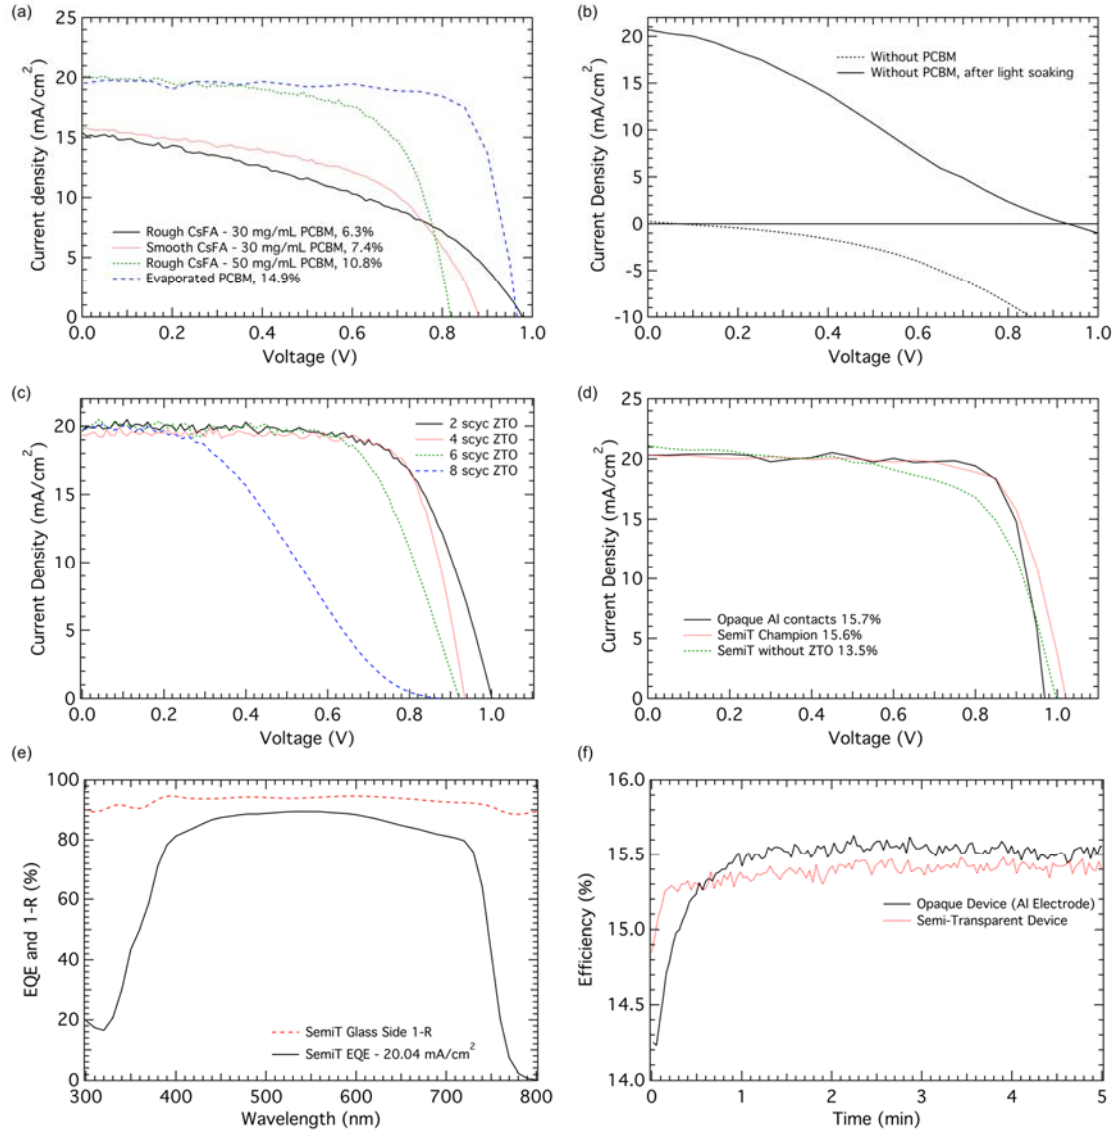 (a)
25
20
15
10
5
0
Current density (mA/cm2)
Rough CsFA - 30 mg/mL PCBM, 6.3%
Smooth CsFA - 30 mg/mL PCBM, 7.4%
Rough CsFA - 50 mg/mL PCBM, 10.8%
Evaporated PCBM, 14.9%
0.0 0.2 0.4 0.6 0.8 1.0
Voltage (V)
(b)
20
15
10
5
0
-5
-10
Current Density (mA/cm2)
Without PCBM
Without PCBM, after light soaking
0.0 0.2 0.4 0.6 0.8 1.0
Voltage (V)
(c)
20
15
10
5
0
Current Density (mA/cm2)
2 scyc ZTO
4 scyc ZTO
6 scyc ZTO
8 scyc ZTO
0.0 0.2 0.4 0.6 0.8 1.0
Voltage (V)
(d)
25
20
15
10
5
0
Current Density (mA/cm2)
Opaque Al contacts 15.7%
SemiT Champion 15.6%
SemiT without ZTO 13.5%
0.0 0.2 0.4 0.6 0.8 1.0
Voltage (V)
(e)
100
80
60
40
20
0
EQE and 1-R (%)
SemiT Glass Side 1-R
SemiT EQE - 20.04 mA/cm2
300 400 500 600 700 800
Wavelength (nm)
(f)
16.0
15.5
15.0
14.5
14.0
Efficiency (%)
Opaque Device (Al Electrode)
Semi-Transparent Device
0 1 2 3 4 5
Time (min)